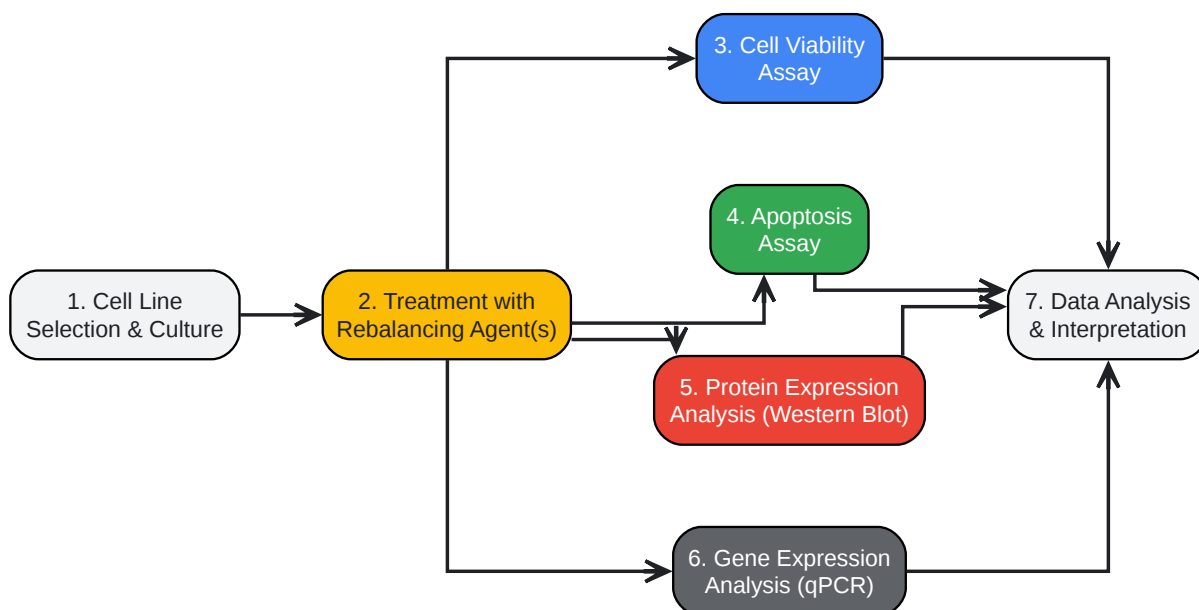 1. Cell Line
Selection & Culture
2. Treatment with
Rebalancing Agent(s)
3. Cell Viability
Assay
4. Apoptosis
Assay
5. Protein Expression
Analysis (Western Blot)
6. Gene Expression
Analysis (qPCR)
7. Data Analysis
& Interpretation